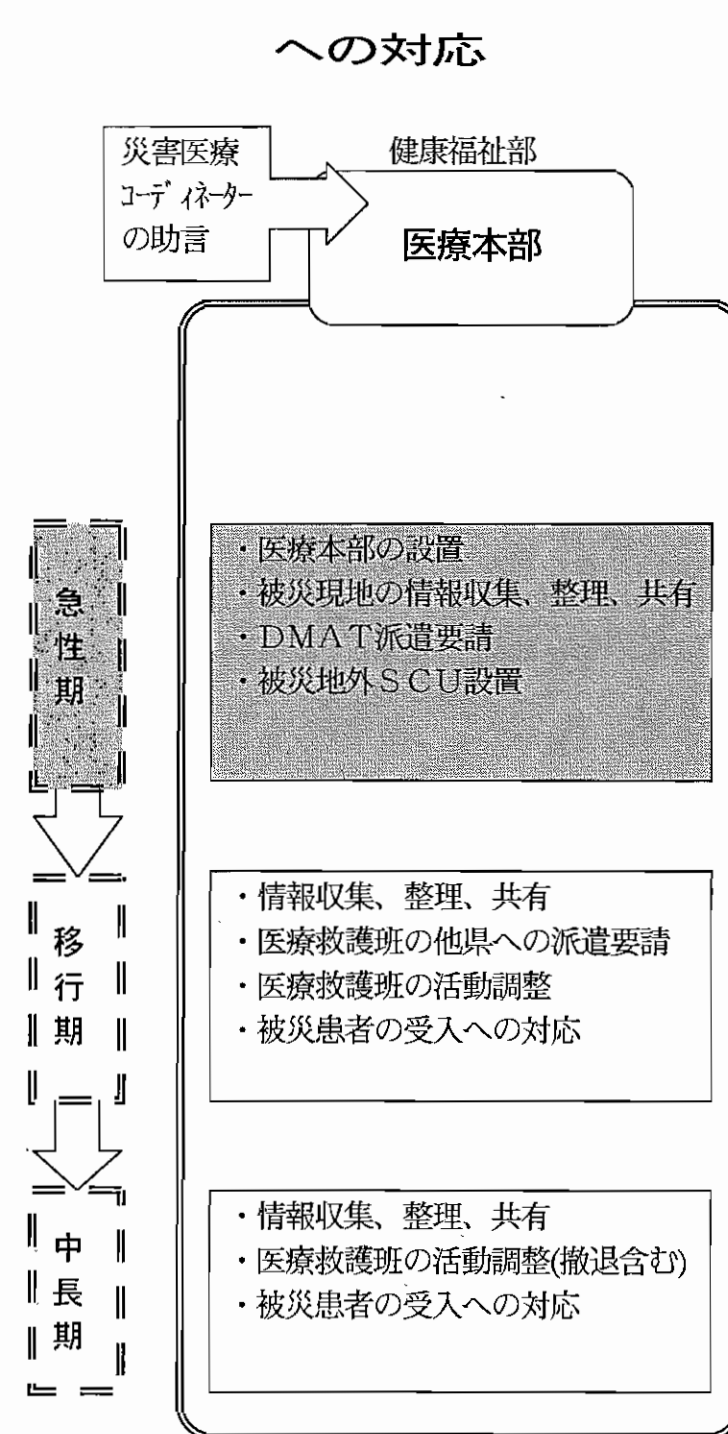 への対応
災害医療
コーディネーター
の助言
健康福祉部
医療本部
急性期
・医療本部の設置
・被災現地の情報収集、整理、共有
・ＤＭＡＴ派遣要請
・被災地外ＳＣＵ設置
移行期
・情報収集、整理、共有
・医療救護班の他県への派遣要請
・医療救護班の活動調整
・被災患者の受入への対応
中長期
・情報収集、整理、共有
・医療救護班の活動調整(撤退含む)
・被災患者の受入への対応